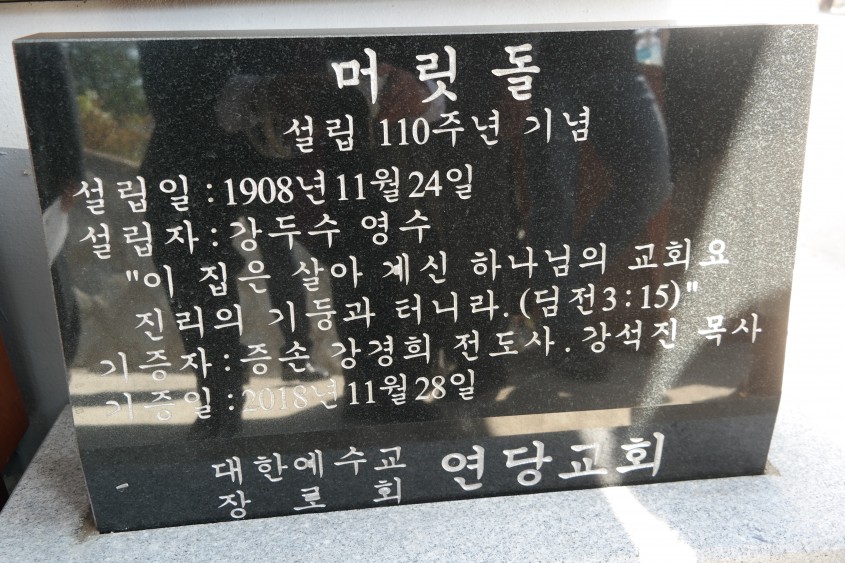 머릿돌
설립 110주년 기념
설립일:1908년11월24일
설립자:강두수 영수
"이 집은 살아 계신 하나님의 교회요
진리의 기둥과 터니라.(딤전3:15)"
기증자:증손 강경희 전도사.강석진 목사
기증일:2018년11월28일
대한예수교
장로회
연당교회